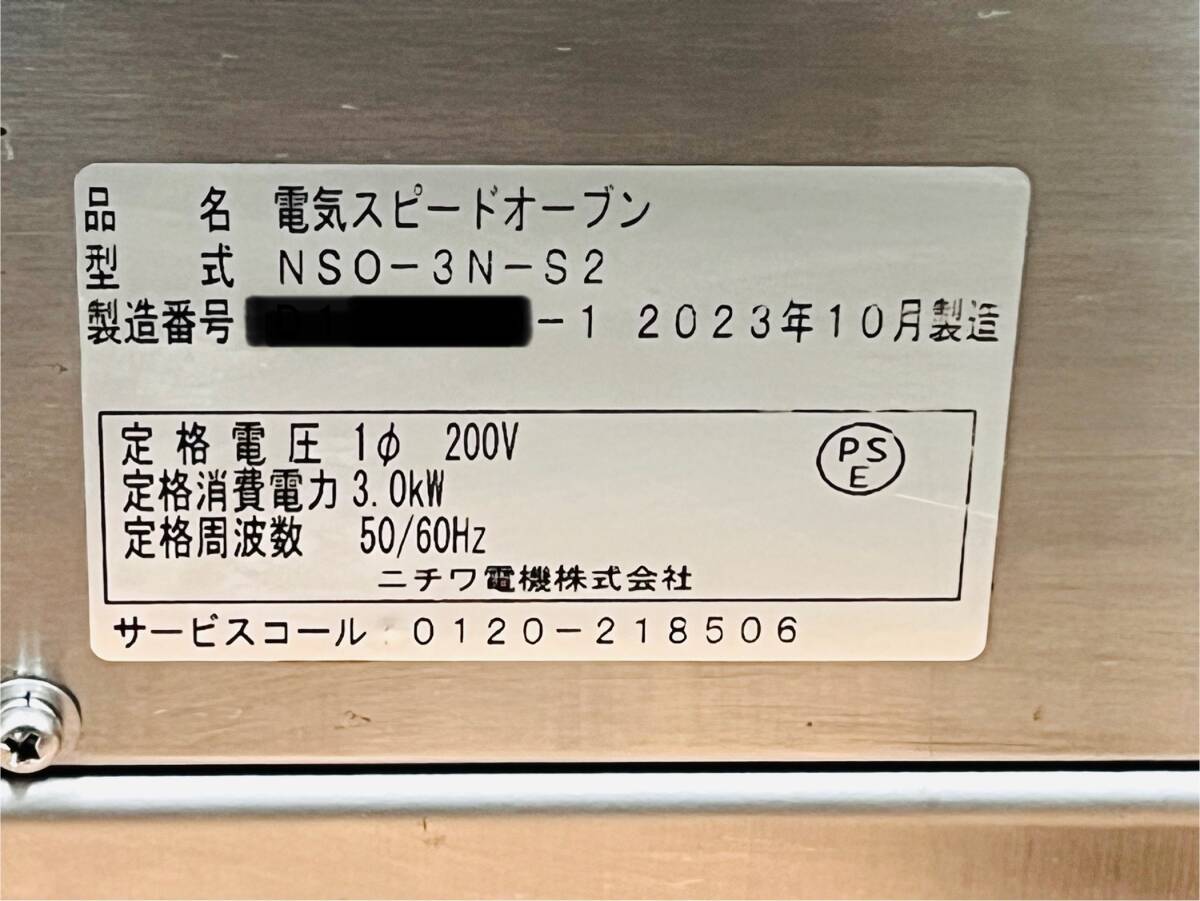 品名 電気スピードオーブン
型式 NSO-3N-S2
製造番号 D1 -1 2023年10月製造
定格電圧 1φ 200V
PS
E
定格消費電力 3.0kW
定格周波数 50/60Hz
ニチワ電機株式会社
サービスコール 0120-218506